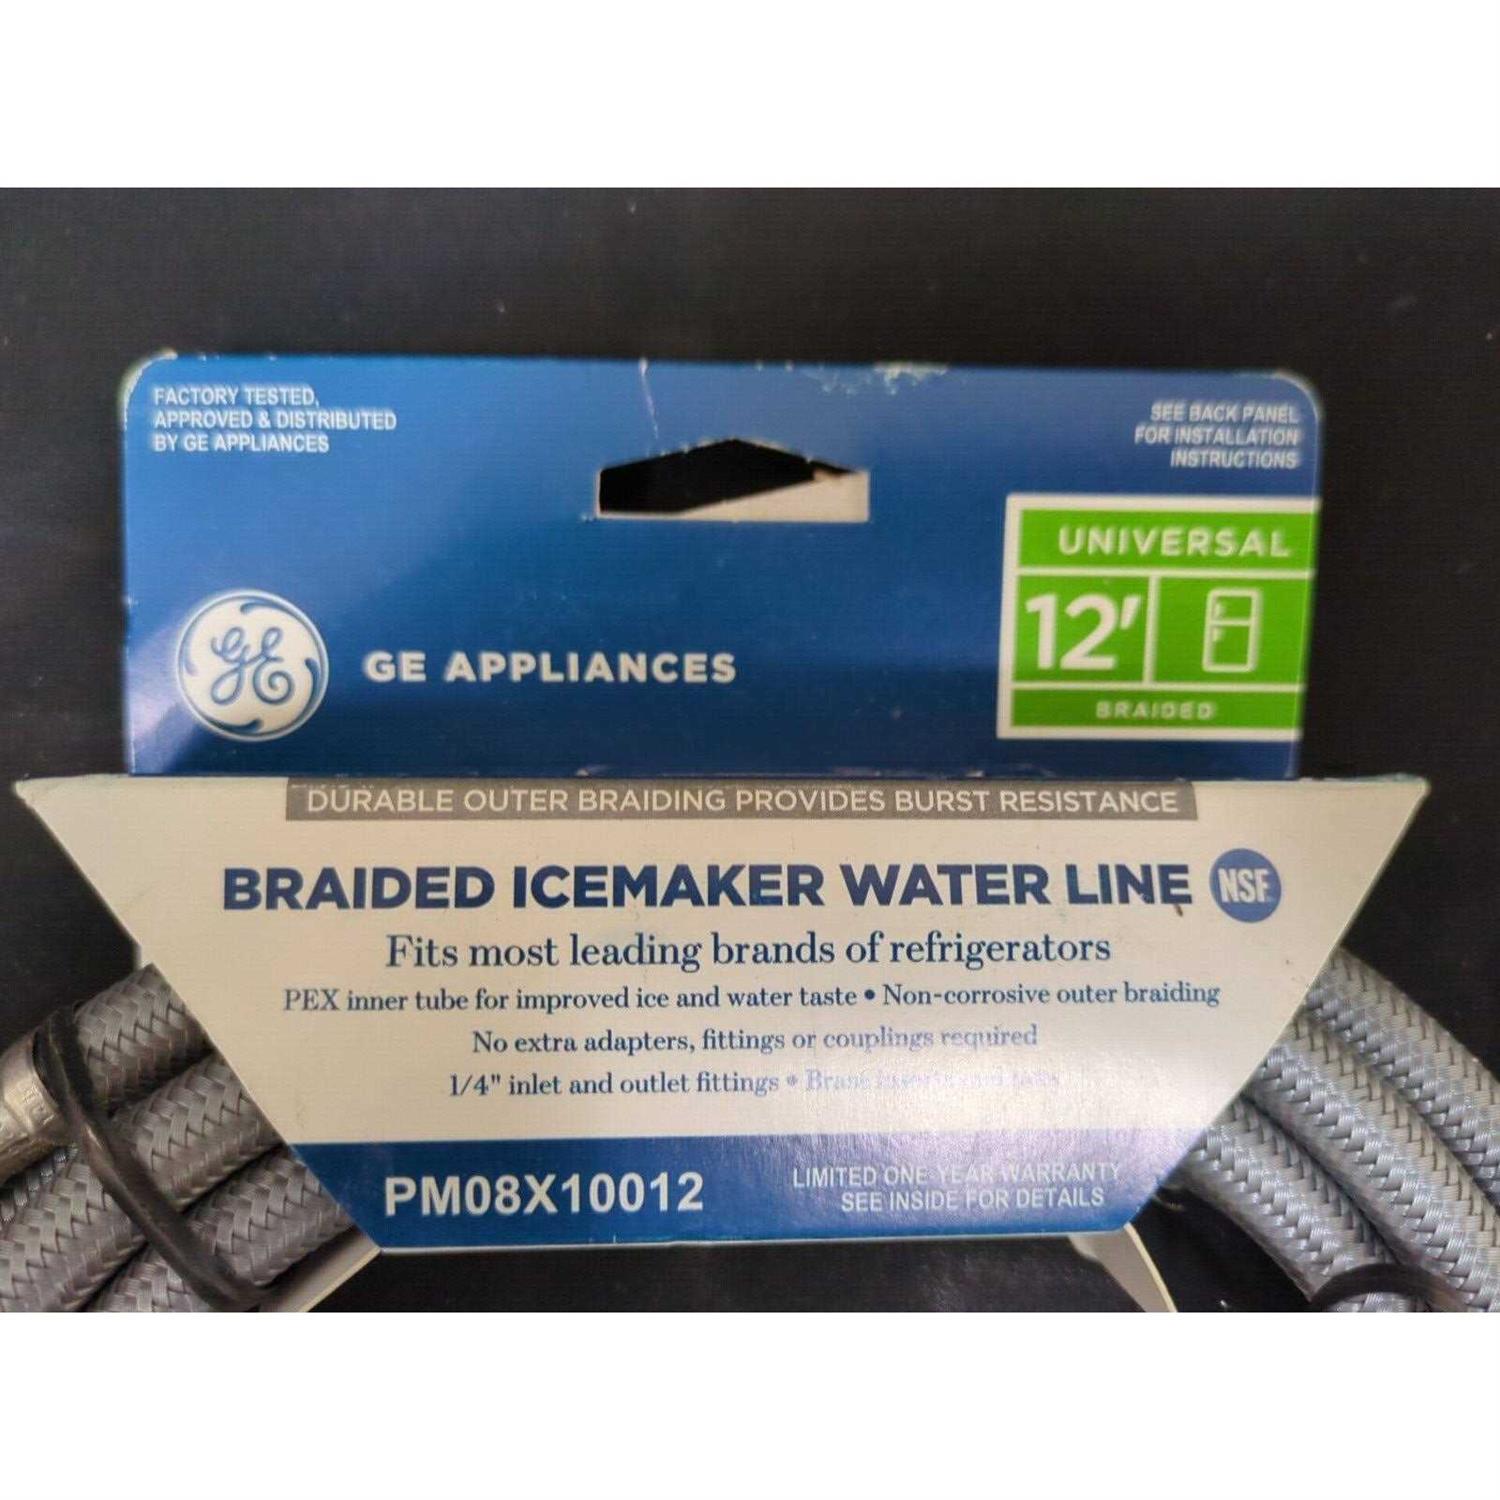 FACTORY TESTED,
APPROVED & DISTRIBUTED
BY GE APPLIANCES
SEE BACK PANEL
FOR INSTALLATION
INSTRUCTIONS
UNIVERSAL
12'
BRAIDED
GE
GE APPLIANCES
DURABLE OUTER BRAIDING PROVIDES BURST RESISTANCE
BRAIDED ICEMAKER WATER LINE NSF
Fits most leading brands of refrigerators
PEX inner tube for improved ice and water taste • Non-corrosive outer braiding
No extra adapters, fittings or couplings required
1/4" inlet and outlet fittings •
PM08X10012
LIMITED ONE YEAR WARRANTY
SEE INSIDE FOR DETAILS